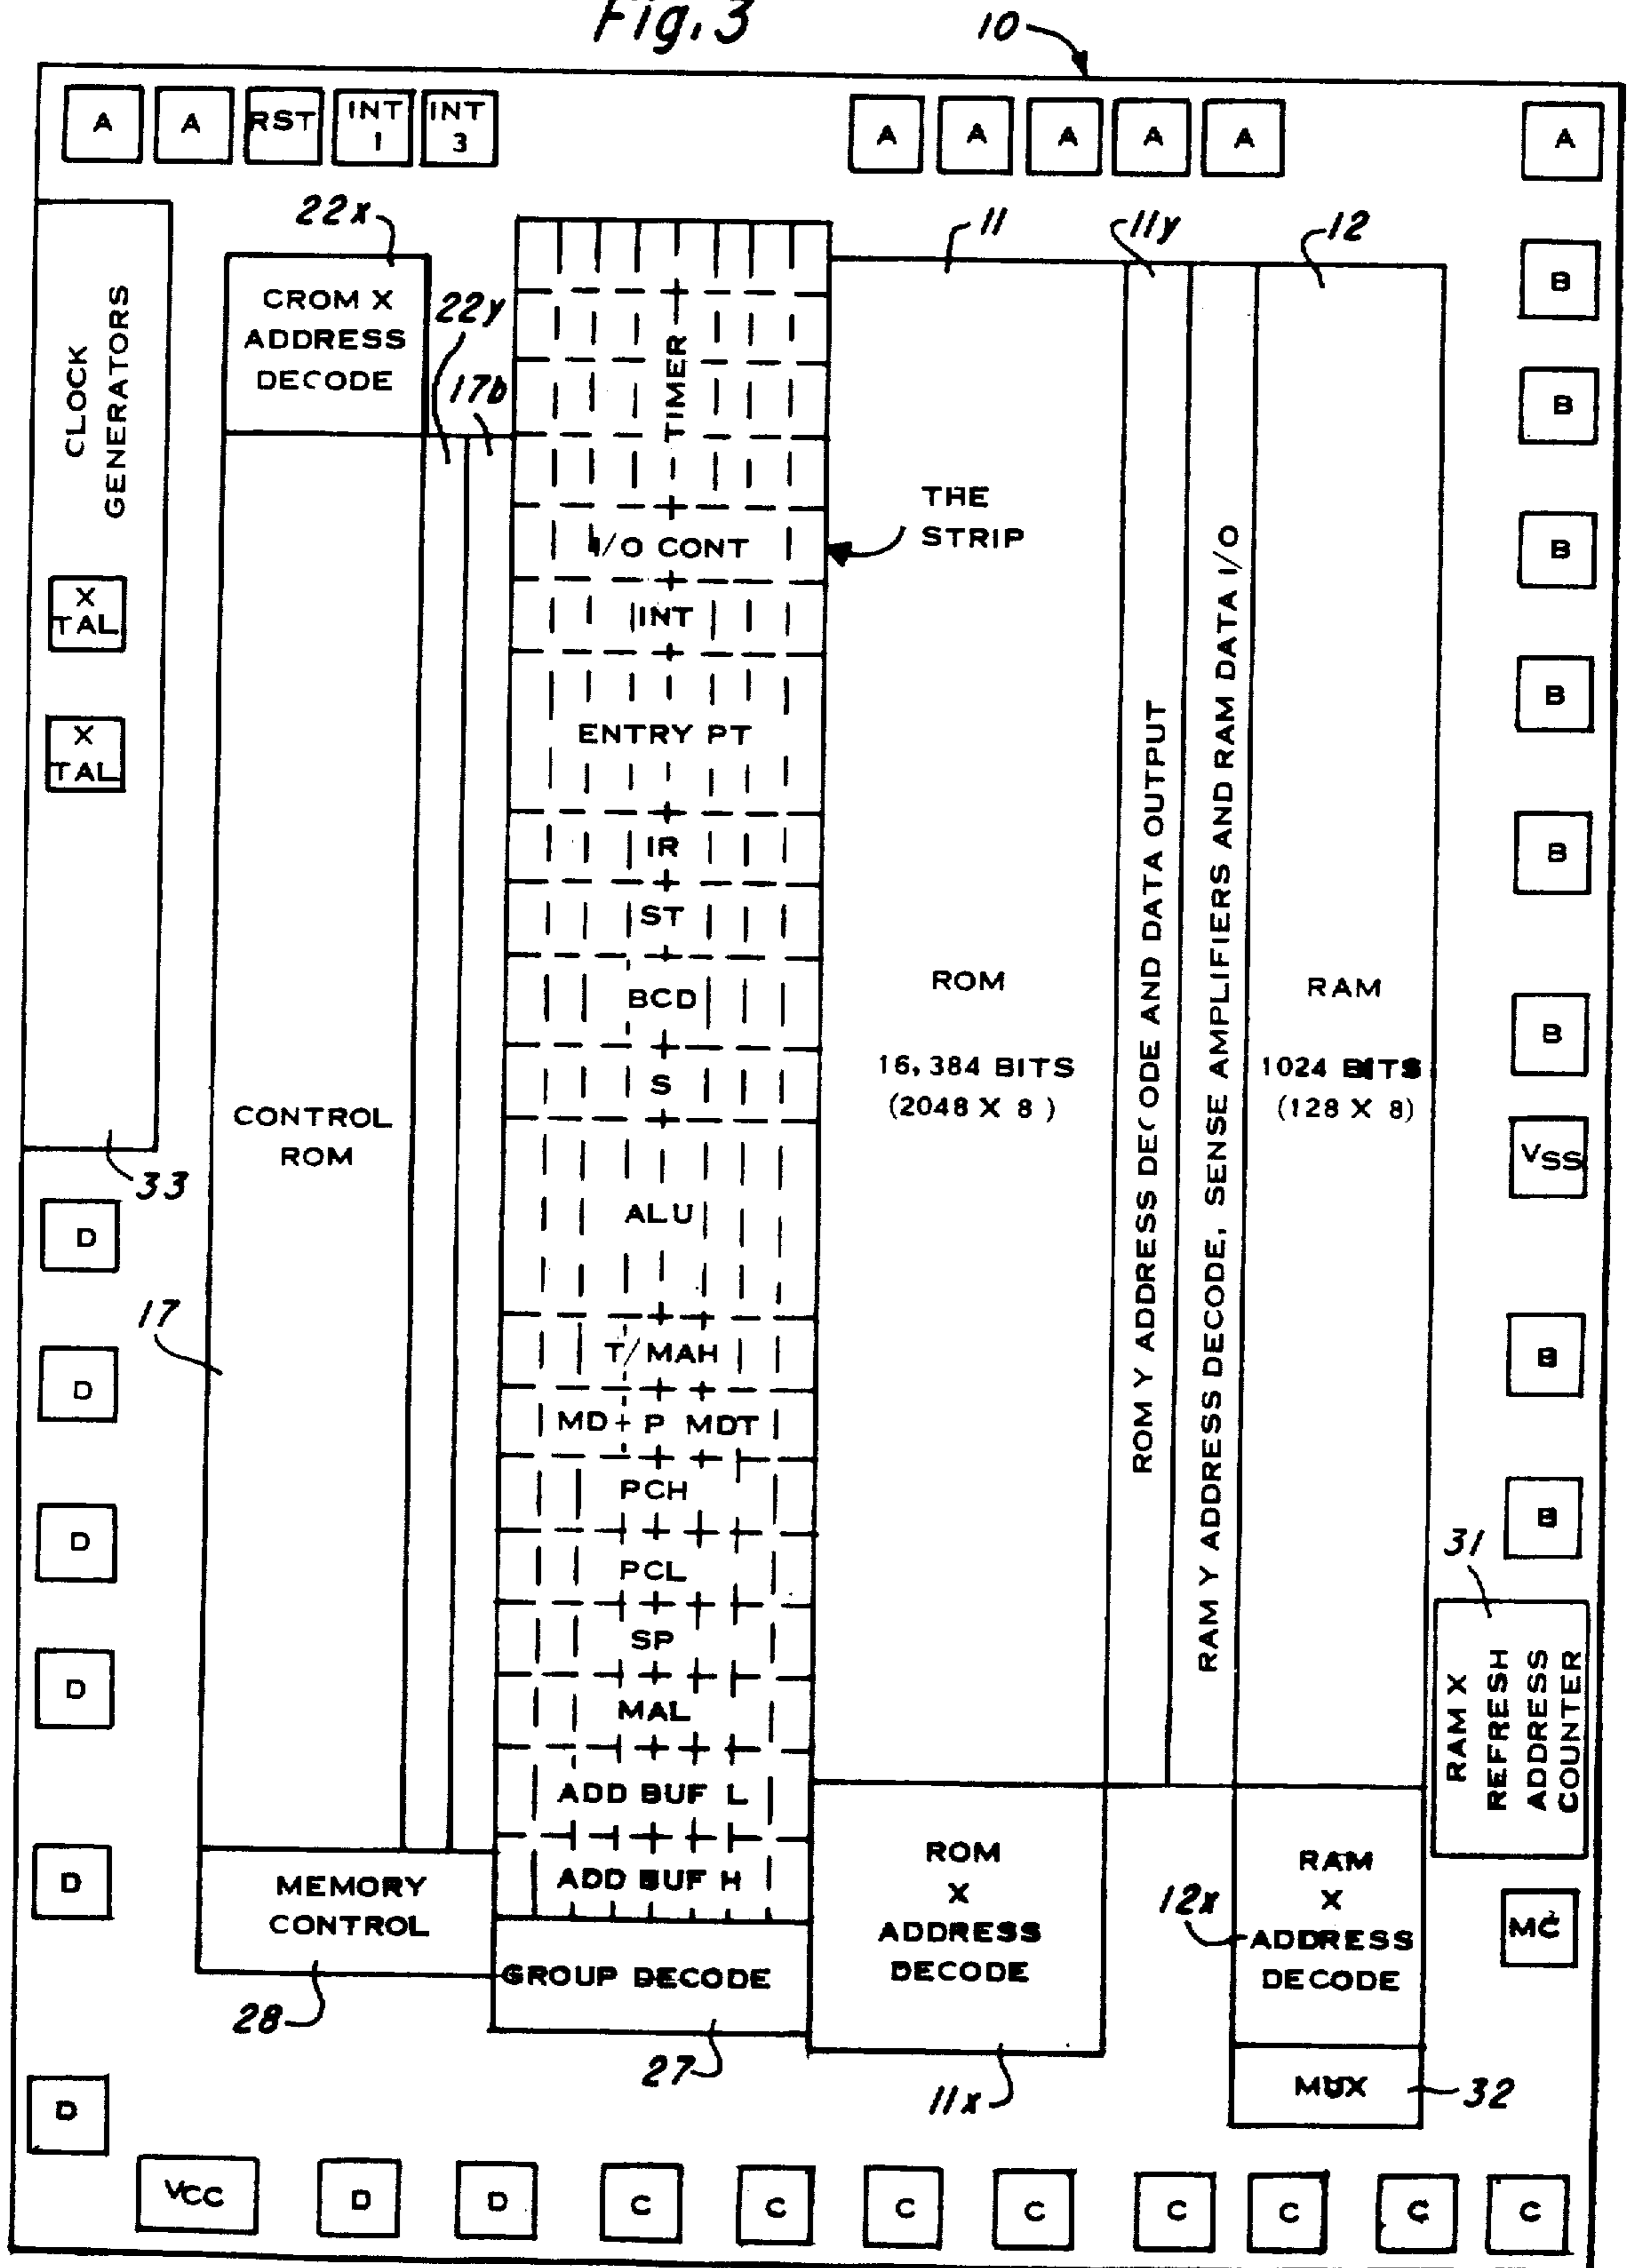 Fig. 3
10
A
A
RST
INT
1
INT
3
A
A
A
A
A
A
CLOCK
GENERATORS
X
TAL
X
TAL
33
22x
CROM X
ADDRESS
DECODE
22y
17b
CONTROL
ROM
17
TIMER
I/O CONT
INT
ENTRY PT
IR
ST
BCD
S
ALU
T/MAH
MD + P MDT
PCH
PCL
SP
MAL
ADD BUF L
ADD BUF H
THE
STRIP
11
11y
12
ROM
16,384 BITS
(2048 X 8)
ROM Y ADDRESS DECODE AND DATA OUTPUT
RAM Y ADDRESS DECODE, SENSE AMPLIFIERS AND RAM DATA I/O
RAM
1024 BITS
(128 X 8)
B
B
B
B
B
B
VSS
B
B
31
RAM X
REFRESH
ADDRESS
COUNTER
MC
D
D
D
D
D
D
MEMORY
CONTROL
28
GROUP DECODE
27
ROM
X
ADDRESS
DECODE
11x
12x
RAM
X
ADDRESS
DECODE
MUX
32
VCC
D
D
C
C
C
C
C
C
C
C